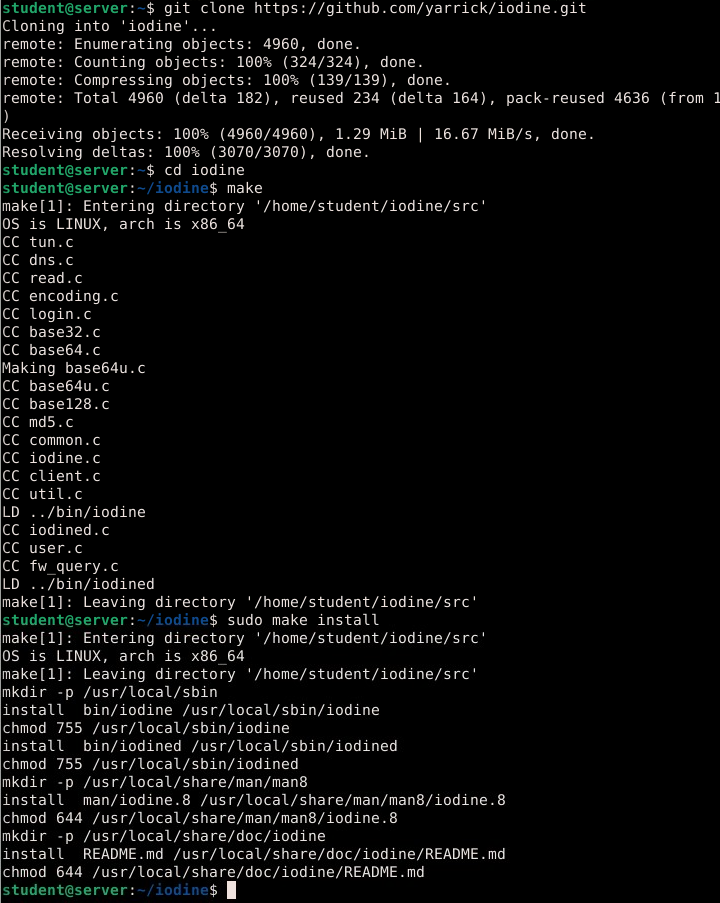 student@server:~$ git clone https://github.com/yarrick/iodine.git
Cloning into 'iodine'...
remote: Enumerating objects: 4960, done.
remote: Counting objects: 100% (324/324), done.
remote: Compressing objects: 100% (139/139), done.
remote: Total 4960 (delta 182), reused 234 (delta 164), pack-reused 4636 (from 1
)
Receiving objects: 100% (4960/4960), 1.29 MiB | 16.67 MiB/s, done.
Resolving deltas: 100% (3070/3070), done.
student@server:~$ cd iodine
student@server:~/iodine$ make
make[1]: Entering directory '/home/student/iodine/src'
OS is LINUX, arch is x86_64
CC tun.c
CC dns.c
CC read.c
CC encoding.c
CC login.c
CC base32.c
CC base64.c
Making base64u.c
CC base64u.c
CC base128.c
CC md5.c
CC common.c
CC iodine.c
CC client.c
CC util.c
LD ../bin/iodine
CC iodined.c
CC user.c
CC fw_query.c
LD ../bin/iodined
make[1]: Leaving directory '/home/student/iodine/src'
student@server:~/iodine$ sudo make install
make[1]: Entering directory '/home/student/iodine/src'
OS is LINUX, arch is x86_64
make[1]: Leaving directory '/home/student/iodine/src'
mkdir -p /usr/local/sbin
install  bin/iodine /usr/local/sbin/iodine
chmod 755 /usr/local/sbin/iodine
install  bin/iodined /usr/local/sbin/iodined
chmod 755 /usr/local/sbin/iodined
mkdir -p /usr/local/share/man/man8
install  man/iodine.8 /usr/local/share/man/man8/iodine.8
chmod 644 /usr/local/share/man/man8/iodine.8
mkdir -p /usr/local/share/doc/iodine
install  README.md /usr/local/share/doc/iodine/README.md
chmod 644 /usr/local/share/doc/iodine/README.md
student@server:~/iodine$